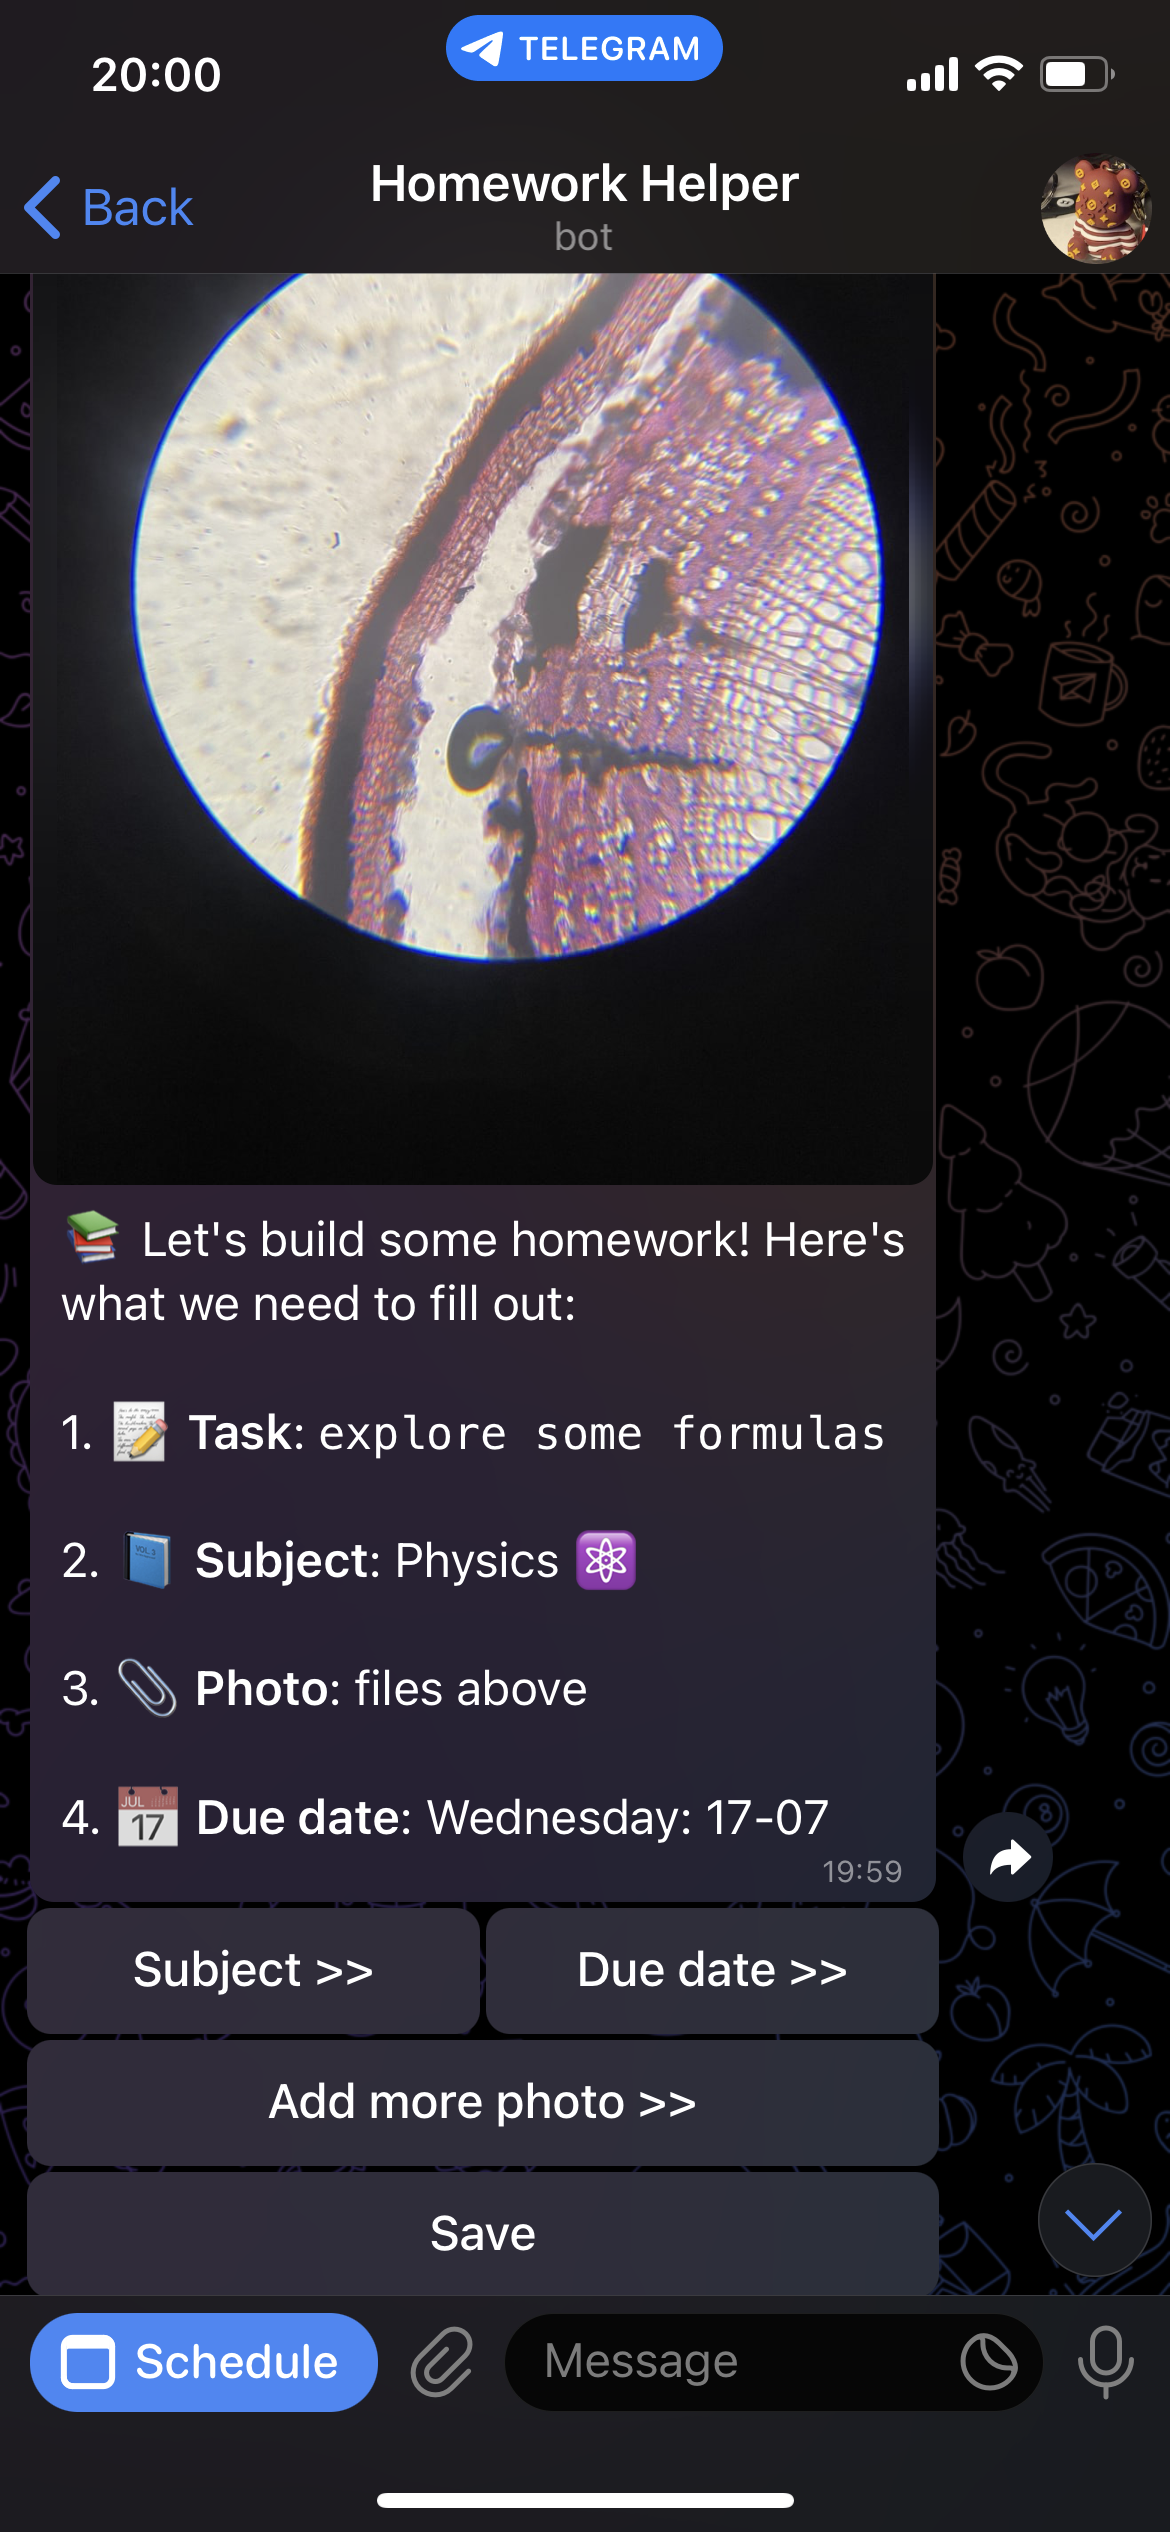 20:00
TELEGRAM
Back
Homework Helper
bot
📚 Let's build some homework! Here's
what we need to fill out:
1. 📝 Task: explore some formulas
2. 📘 Subject: Physics ⚛️
3. 📎 Photo: files above
4. 📅 Due date: Wednesday: 17-07
19:59
Subject >>
Due date >>
Add more photo >>
Save
Schedule
Message